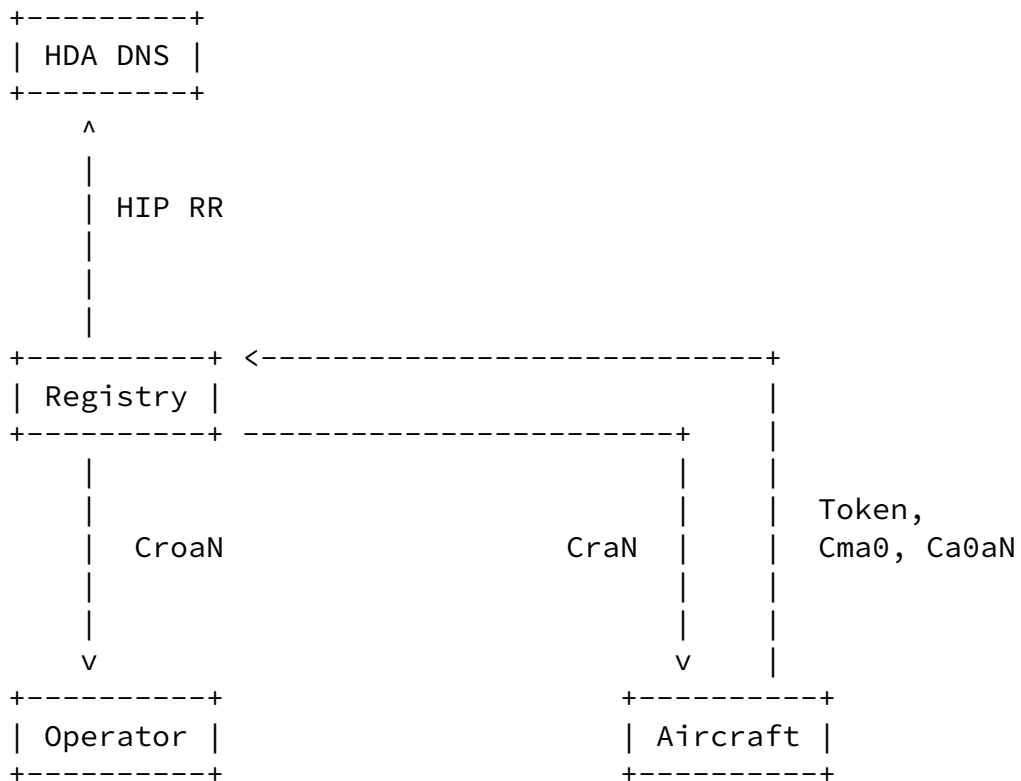 HDA DNS
HIP RR
Registry
Token,
CroaN CraN Cma0, Ca0aN
Operator Aircraft